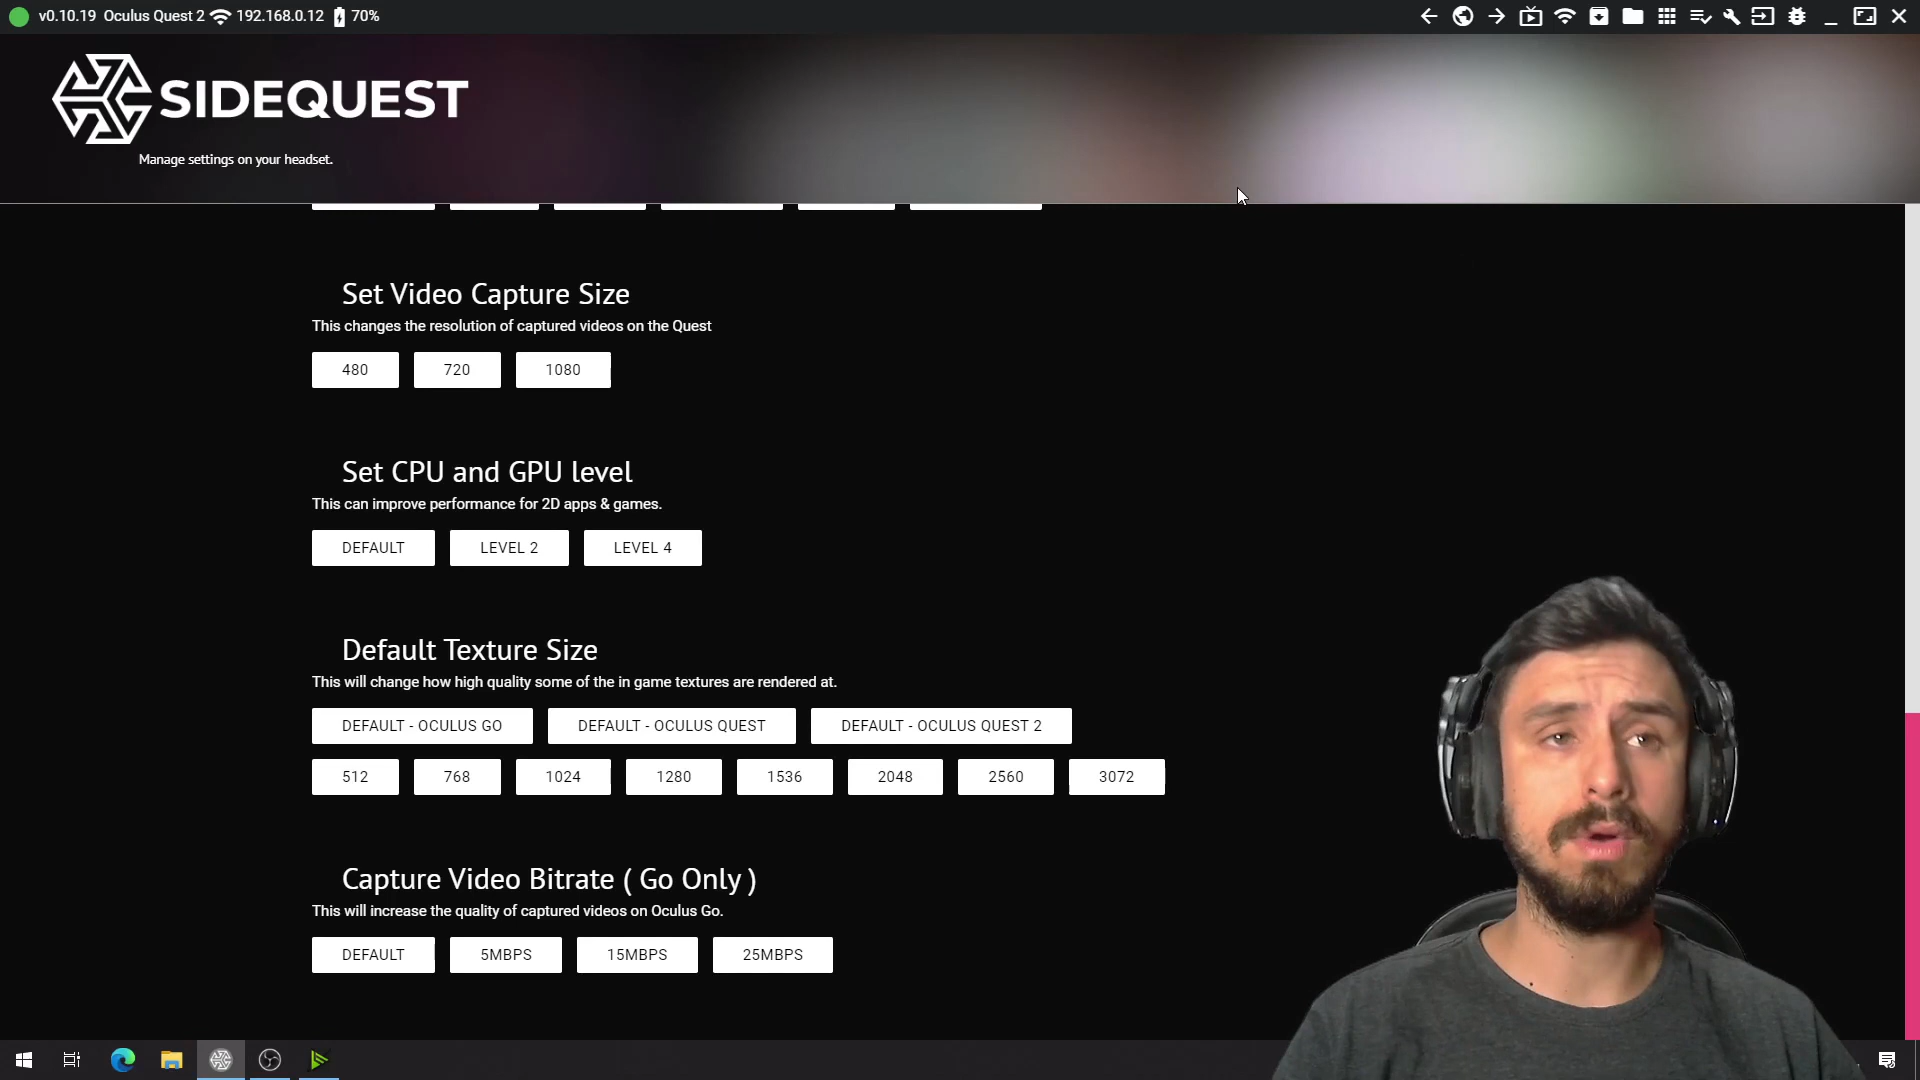 v0.10.19 Oculus Quest 2 192.168.0.12 70%
SIDEQUEST
Manage settings on your headset.
Set Video Capture Size
This changes the resolution of captured videos on the Quest
480 720 1080
Set CPU and GPU level
This can improve performance for 2D apps & games.
DEFAULT LEVEL 2 LEVEL 4
Default Texture Size
This will change how high quality some of the in game textures are rendered at.
DEFAULT - OCULUS GO DEFAULT - OCULUS QUEST DEFAULT - OCULUS QUEST 2
512 768 1024 1280 1536 2048 2560 3072
Capture Video Bitrate ( Go Only )
This will increase the quality of captured videos on Oculus Go.
DEFAULT 5MBPS 15MBPS 25MBPS